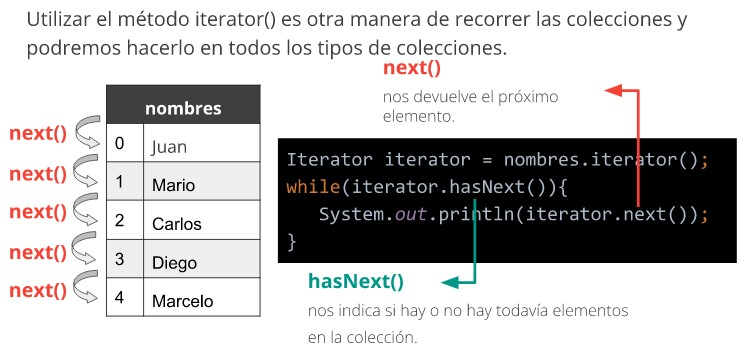 Utilizar el método iterator() es otra manera de recorrer las colecciones y
podremos hacerlo en todos los tipos de colecciones.
next()
nos devuelve el próximo
elemento.
nombres
next()
0 Juan
next()
1 Mario
next()
2 Carlos
next()
3 Diego
next()
4 Marcelo
Iterator iterator = nombres.iterator();
while(iterator.hasNext()){
   System.out.println(iterator.next());
}
hasNext()
nos indica si hay o no hay todavía elementos
en la colección.